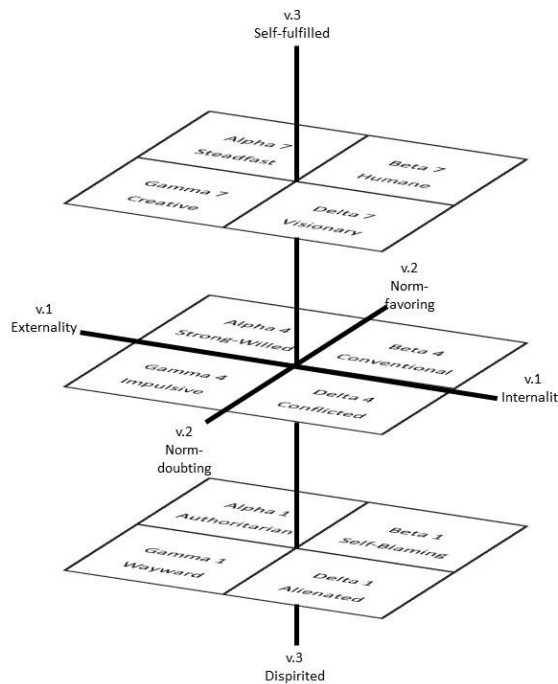 v.3
Self-fulfilled
Alpha 7
Steadfast
Beta 7
Humane
Gamma 7
Creative
Delta 7
Visionary
v.2
Norm-
favoring
v.1
Externality
Alpha 4
Strong-Willed
Beta 4
Conventional
Gamma 4
Impulsive
Delta 4
Conflicted
v.1
Internalit
v.2
Norm-
doubting
Alpha 1
Authoritarian
Beta 1
Self-Blaming
Gamma 1
Wayward
Delta 1
Alienated
v.3
Dispirited